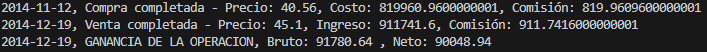 2014-11-12, Compra completada - Precio: 40.56, Costo: 819960.9600000001, Comisión: 819.9609600000001
2014-12-19, Venta completada - Precio: 45.1, Ingreso: 911741.6, Comisión: 911.7416000000001
2014-12-19, GANANCIA DE LA OPERACION, Bruto: 91780.64 , Neto: 90048.94